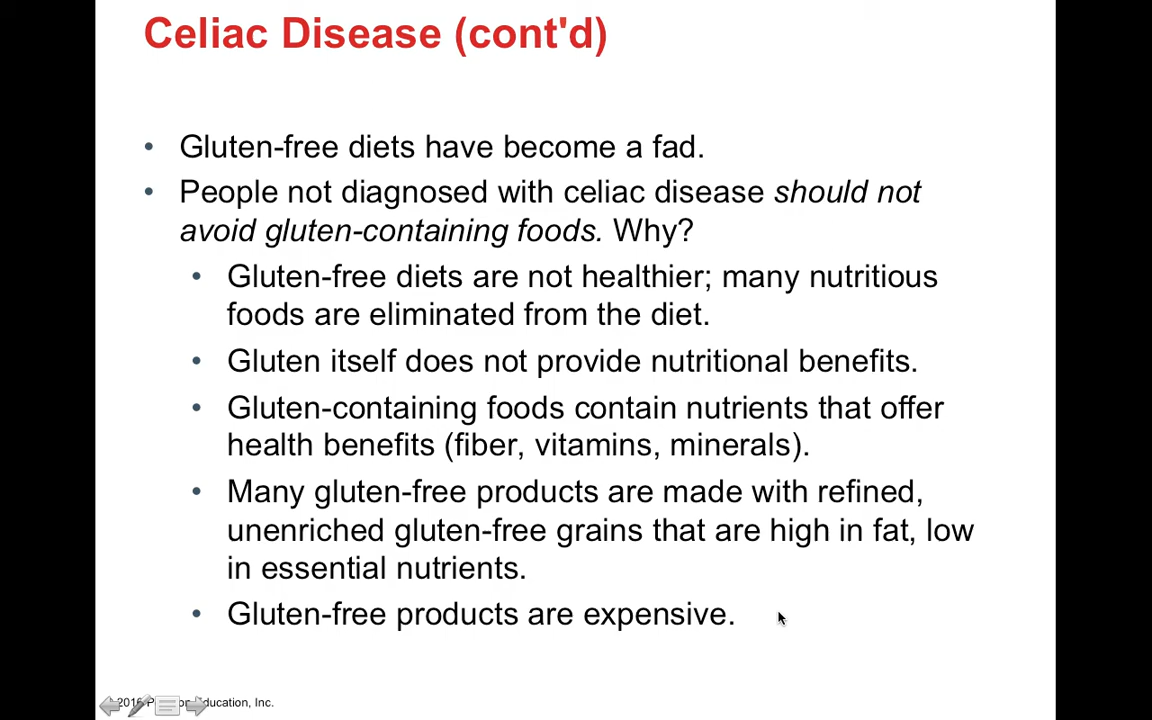 Celiac Disease (cont'd)
• Gluten-free diets have become a fad.
• People not diagnosed with celiac disease should not
avoid gluten-containing foods. Why?
• Gluten-free diets are not healthier; many nutritious
foods are eliminated from the diet.
• Gluten itself does not provide nutritional benefits.
• Gluten-containing foods contain nutrients that offer
health benefits (fiber, vitamins, minerals).
• Many gluten-free products are made with refined,
unenriched gluten-free grains that are high in fat, low
in essential nutrients.
• Gluten-free products are expensive.
2016 Education, Inc.